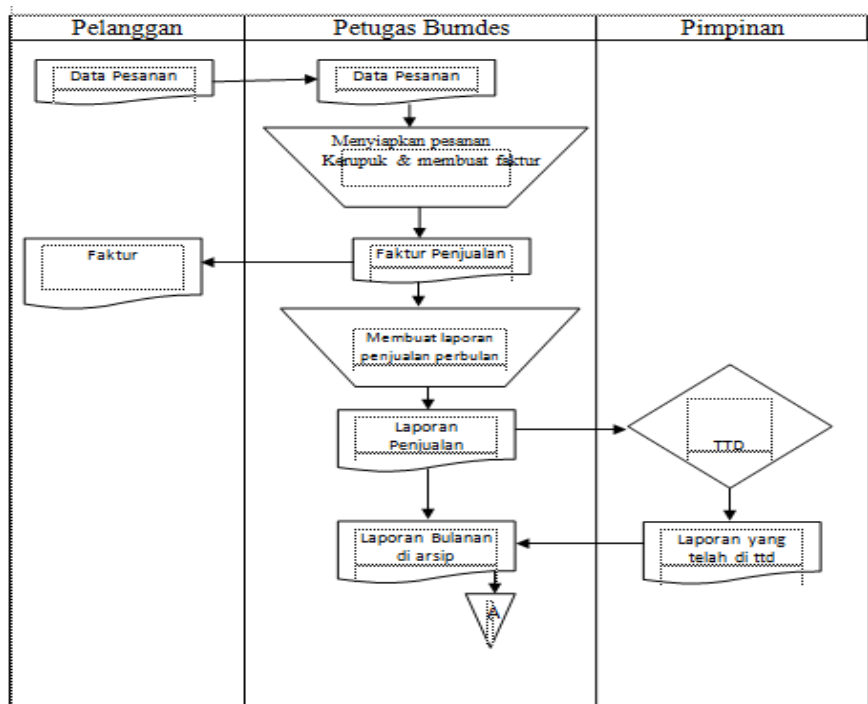 Pelanggan
Petugas Bumdes
Pimpinan
Data Pesanan
Data Pesanan
Menyiapkan pesanan
Kerupuk & membuat faktur
Faktur
Faktur Penjualan
Membuat laporan
penjualan perbulan
Laporan
Penjualan
TTD
Laporan Bulanan
di arsip
Laporan yang
telah di ttd
A